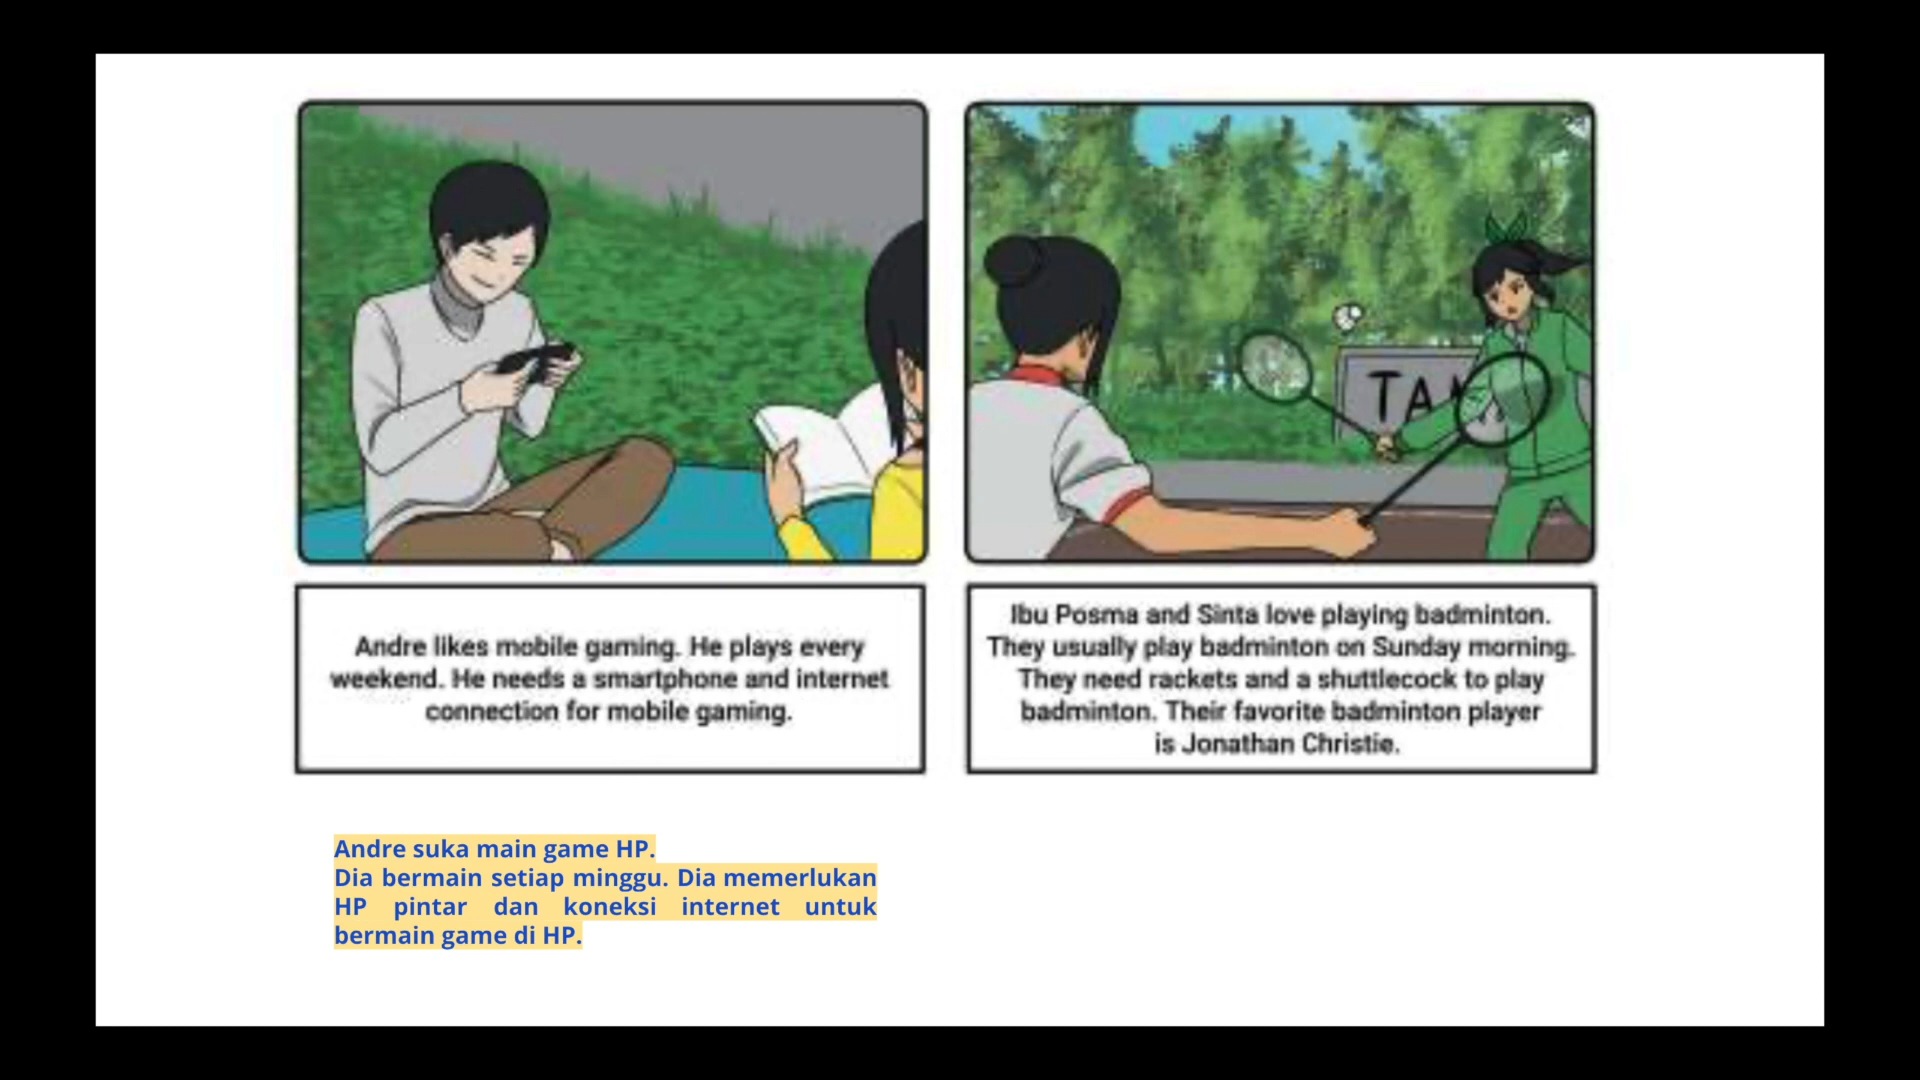 TA
Andre likes mobile gaming. He plays every
weekend. He needs a smartphone and internet
connection for mobile gaming.
Ibu Posma and Sinta love playing badminton.
They usually play badminton on Sunday morning.
They need rackets and a shuttlecock to play
badminton. Their favorite badminton player
is Jonathan Christie.
Andre suka main game HP.
Dia bermain setiap minggu. Dia memerlukan
HP pintar dan koneksi internet untuk
bermain game di HP.